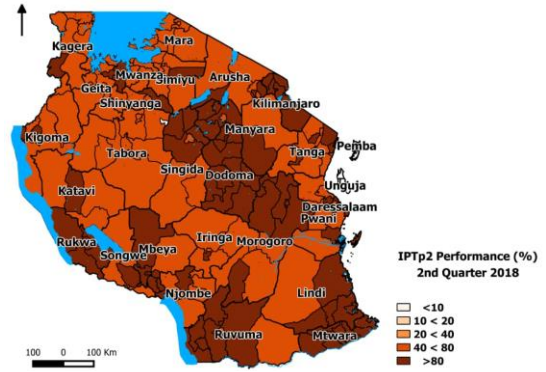 Kagera
Mara
Mwanza
Simiyu
Arusha
Geita
Shinyanga
Kilimanjaro
Kigoma
Manyara
Tabora
Tanga
Pemba
Singida
Dodoma
Katavi
Unguja
Daressalaam
Pwani
Rukwa
Songwe
Mbeya
Iringa
Morogoro
Njombe
Lindi
Ruvuma
Mtwara
IPTp2 Performance (%)
2nd Quarter 2018
<10
10 < 20
20 < 40
40 < 80
>80
100 0 100 Km